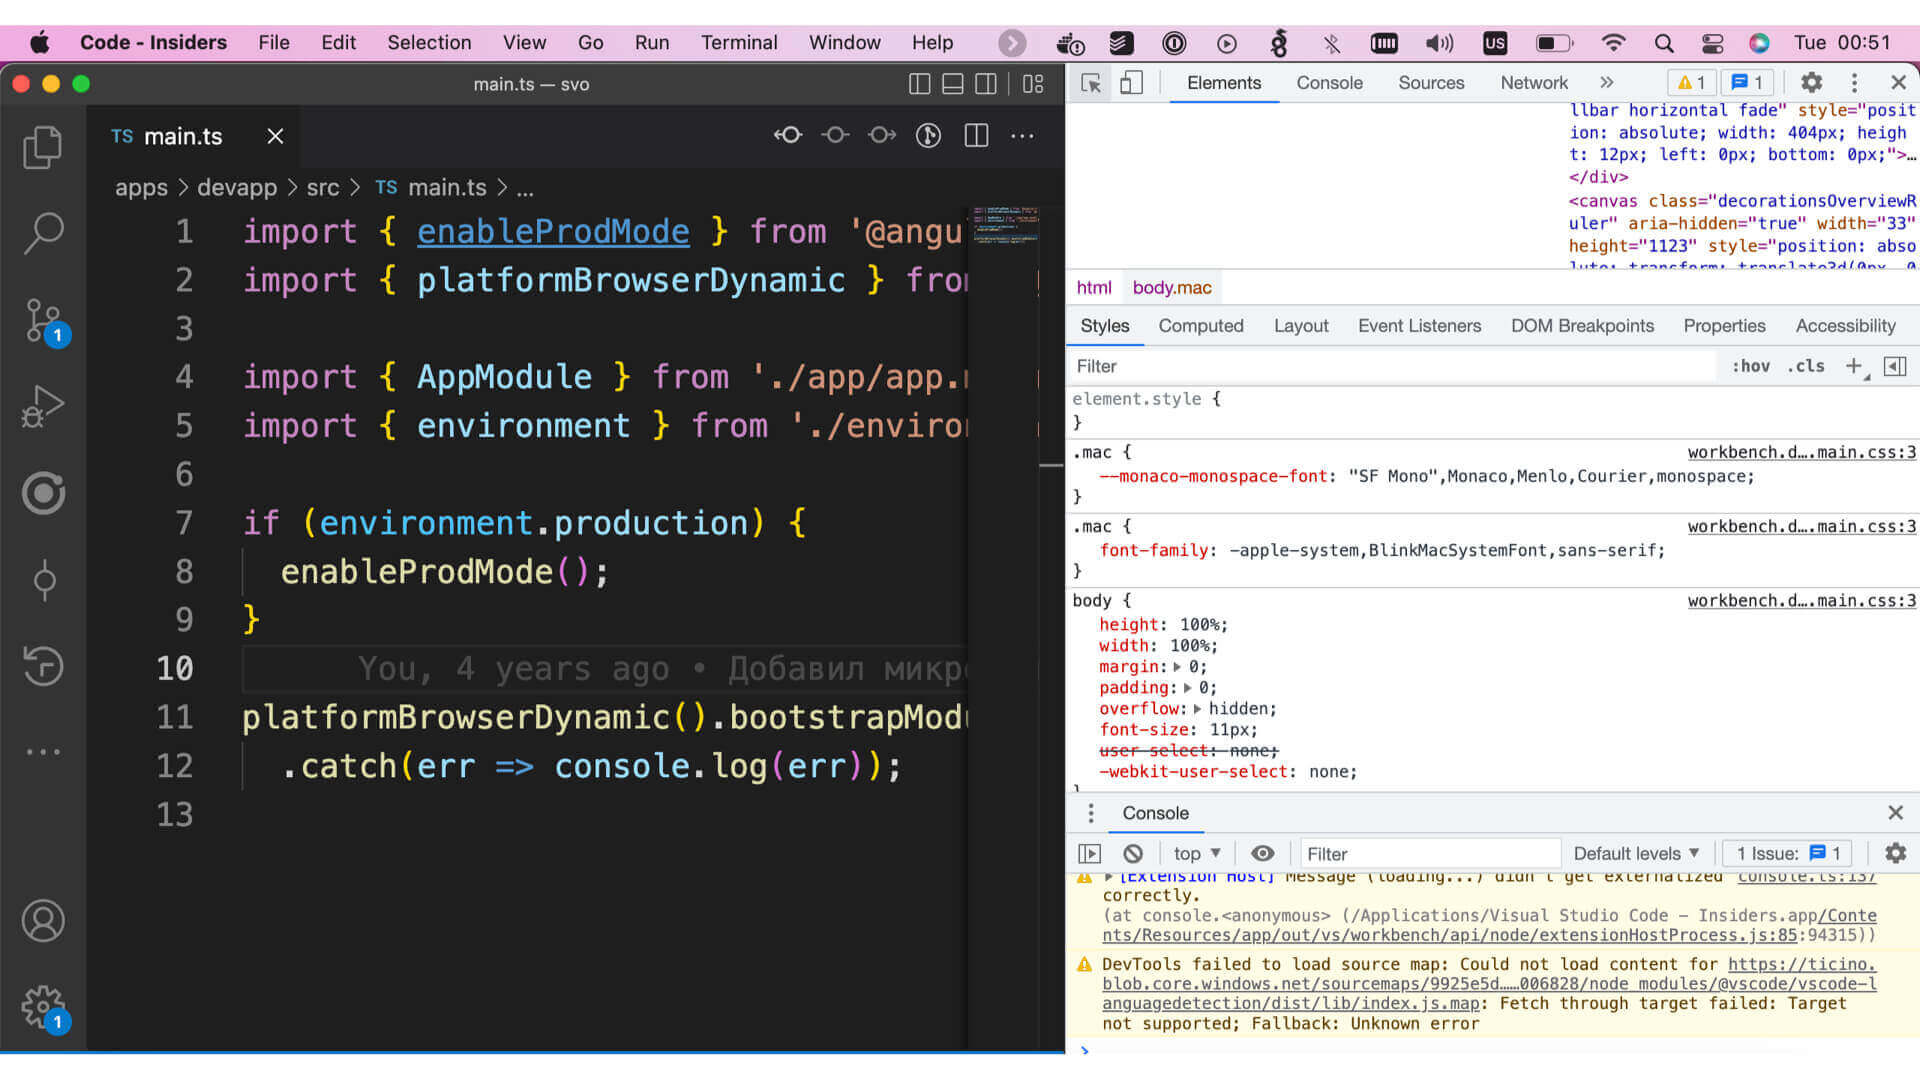 Code - Insiders File Edit Selection View Go Run Terminal Window Help US Tue 00:51
main.ts — svo
TS main.ts
apps > devapp > src > TS main.ts > ...
1 import { enableProdMode } from '@angu
2 import { platformBrowserDynamic } from
3
4 import { AppModule } from './app/app.
5 import { environment } from './enviro
6
7 if (environment.production) {
8 enableProdMode();
9 }
10 You, 4 years ago • Добавил микр
11 platformBrowserDynamic().bootstrapModu
12 .catch(err => console.log(err));
13
1
1
Elements Console Sources Network » 1 1
llbar horizontal fade" style="posit
ion: absolute; width: 404px; heigh
t: 12px; left: 0px; bottom: 0px;">…
</div>
<canvas class="decorationsOverviewR
uler" aria-hidden="true" width="33"
height="1123" style="position: abso
lute; transform: translate3d(0px, 0
html body.mac
Styles Computed Layout Event Listeners DOM Breakpoints Properties Accessibility
Filter :hov .cls +
element.style {
}
.mac { workbench.d….main.css:3
--monaco-monospace-font: "SF Mono",Monaco,Menlo,Courier,monospace;
}
.mac { workbench.d….main.css:3
font-family: -apple-system,BlinkMacSystemFont,sans-serif;
}
body { workbench.d….main.css:3
height: 100%;
width: 100%;
margin: 0;
padding: 0;
overflow: hidden;
font-size: 11px;
user-select: none;
-webkit-user-select: none;
}
Console
top Filter Default levels 1 Issue: 1
[Extension Host] Message (loading...) didn't get externalized console.ts:137
correctly.
(at console.<anonymous> (/Applications/Visual Studio Code - Insiders.app/Conte
nts/Resources/app/out/vs/workbench/api/node/extensionHostProcess.js:85:94315))
DevTools failed to load source map: Could not load content for https://ticino.
blob.core.windows.net/sourcemaps/9925e5d……006828/node_modules/@vscode/vscode-l
anguagedetection/dist/lib/index.js.map: Fetch through target failed: Target
not supported; Fallback: Unknown error